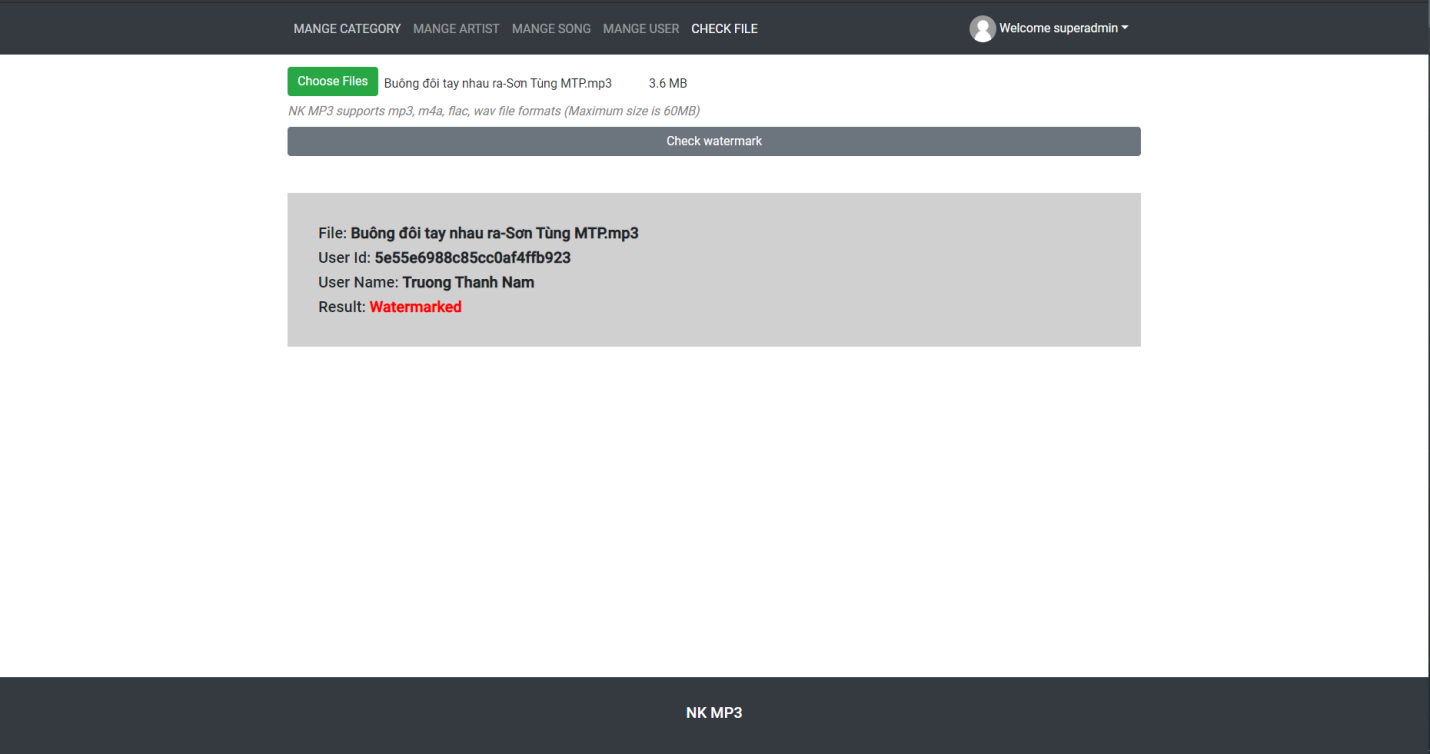 MANGE CATEGORY MANGE ARTIST MANGE SONG MANGE USER CHECK FILE Welcome superadmin
Choose Files Buông đôi tay nhau ra-Sơn Tùng MTP.mp3 3.6 MB
NK MP3 supports mp3, m4a, flac, wav file formats (Maximum size is 60MB)
Check watermark
File: Buông đôi tay nhau ra-Sơn Tùng MTP.mp3
User Id: 5e55e6988c85cc0af4ffb923
User Name: Truong Thanh Nam
Result: Watermarked
NK MP3